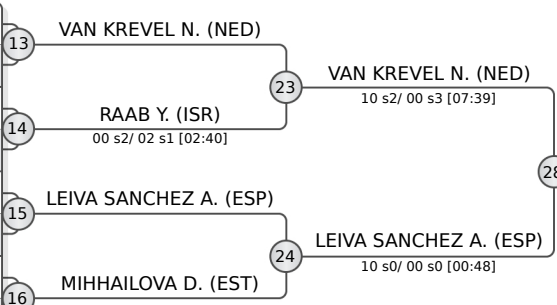 VAN KREVEL N. (NED)
13
VAN KREVEL N. (NED)
23
10 s2/ 00 s3 [07:39]
RAAB Y. (ISR)
14
00 s2/ 02 s1 [02:40]
28
LEIVA SANCHEZ A. (ESP)
15
LEIVA SANCHEZ A. (ESP)
24
10 s0/ 00 s0 [00:48]
MIHHAILOVA D. (EST)
16